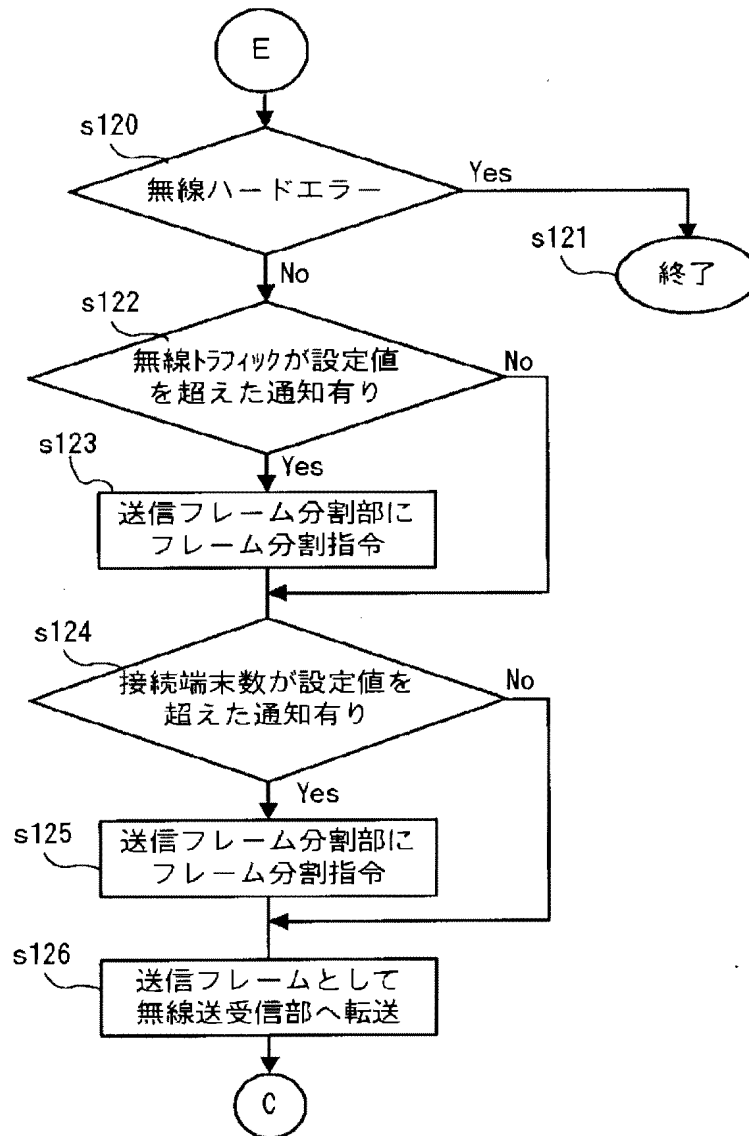 E
s120
無線ハードエラー
Yes
s121
終了
No
s122
無線トラフィックが設定値
を超えた通知有り
No
s123
Yes
送信フレーム分割部に
フレーム分割指令
s124
接続端末数が設定値を
超えた通知有り
No
Yes
s125
送信フレーム分割部に
フレーム分割指令
s126
送信フレームとして
無線送受信部へ転送
C